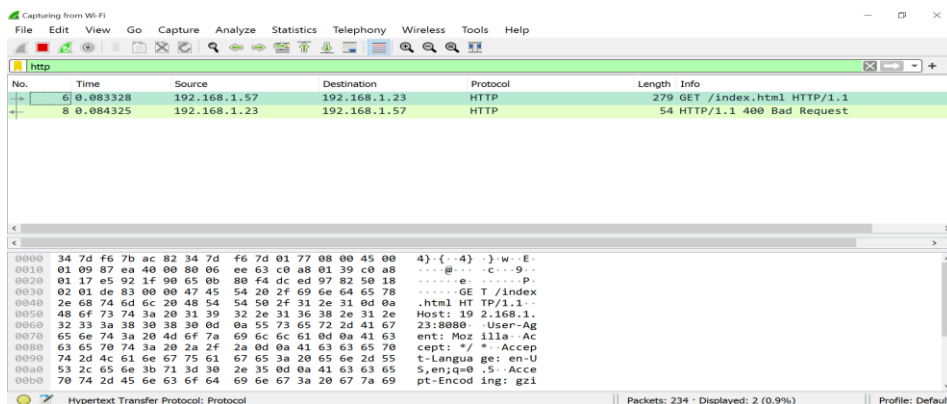 Capturing from Wi-Fi
File Edit View Go Capture Analyze Statistics Telephony Wireless Tools Help
http
No. Time Source Destination Protocol Length Info
6 0.083328 192.168.1.57 192.168.1.23 HTTP 279 GET /index.html HTTP/1.1
8 0.084325 192.168.1.23 192.168.1.57 HTTP 54 HTTP/1.1 400 Bad Request
0000 34 7d f6 7b ac 82 34 7d f6 7d 01 77 08 00 45 00 4}·{··4} ·}·w··E·
0010 01 09 87 ea 40 00 80 06 ee 63 c0 a8 01 39 c0 a8 ····@··· ·c···9··
0020 01 17 e5 92 1f 90 65 0b 80 f4 dc ed 97 82 50 18 ······e· ······P·
0030 02 01 de 83 00 00 47 45 54 20 2f 69 6e 64 65 78 ······GE T /index
0040 2e 68 74 6d 6c 20 48 54 54 50 2f 31 2e 31 0d 0a .html HT TP/1.1··
0050 48 6f 73 74 3a 20 31 39 32 2e 31 36 38 2e 31 2e Host: 19 2.168.1.
0060 32 33 3a 38 30 38 30 0d 0a 55 73 65 72 2d 41 67 23:8080· ·User-Ag
0070 65 6e 74 3a 20 4d 6f 7a 69 6c 6c 61 0d 0a 41 63 ent: Moz illa··Ac
0080 63 65 70 74 3a 20 2a 2f 2a 0d 0a 41 63 63 65 70 cept: */ *··Accep
0090 74 2d 4c 61 6e 67 75 61 67 65 3a 20 65 6e 2d 55 t-Langua ge: en-U
00a0 53 2c 65 6e 3b 71 3d 30 2e 35 0d 0a 41 63 63 65 S,en;q=0 .5··Acce
00b0 70 74 2d 45 6e 63 6f 64 69 6e 67 3a 20 67 7a 69 pt-Encod ing: gzi
Hypertext Transfer Protocol: Protocol Packets: 234 · Displayed: 2 (0.9%) Profile: Defaul